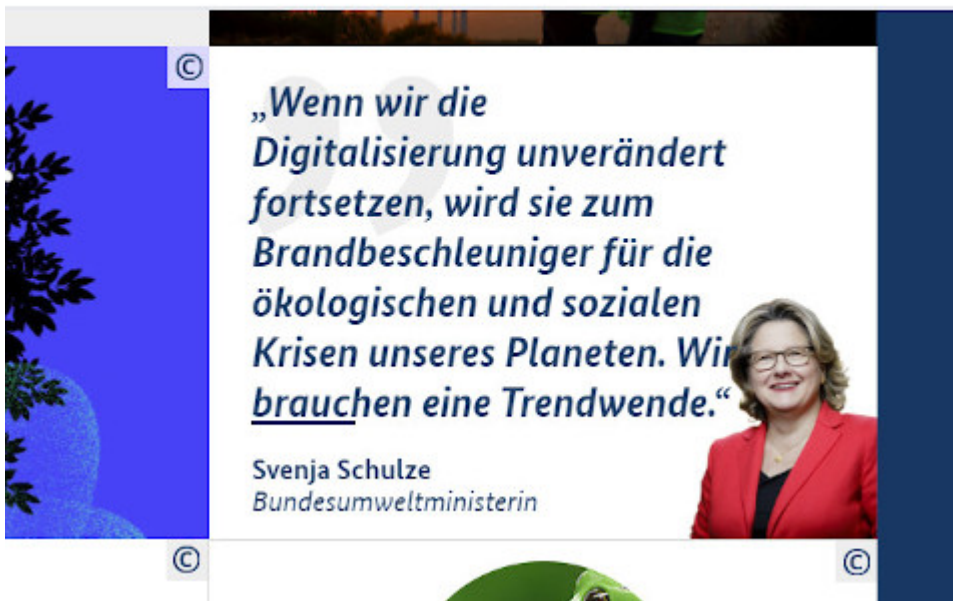 ©
„Wenn wir die
Digitalisierung unverändert
fortsetzen, wird sie zum
Brandbeschleuniger für die
ökologischen und sozialen
Krisen unseres Planeten. Wir
brauchen eine Trendwende.“
Svenja Schulze
Bundesumweltministerin
©
©